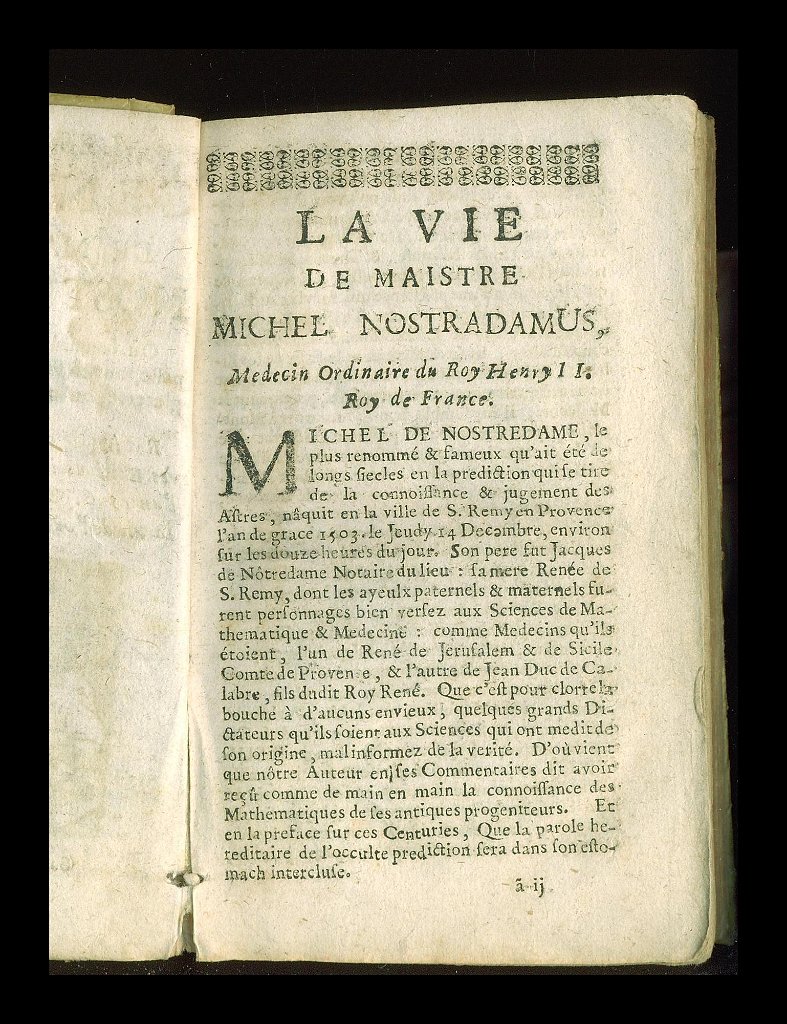 LA VIE
DE MAISTRE
MICHEL NOSTRADAMUS,
Medecin Ordinaire du Roy Henry II.
Roy de France.
MICHEL DE NOSTREDAME, le
plus renommé & fameux qu'ait été de
longs siecles en la prediction qui se tire
de la connoiſſance & jugement des
Aſtres, nâquit en la ville de S. Remy en Provence
l'an de grace 1503. le Jeudy 14 Decembre, environ
ſur les douze heures du jour. Son pere fut Jacques
de Nôtredame Notaire du lieu : ſa mere Renée de
S. Remy, dont les ayeulx paternels & maternels fu-
rent perſonnages bien verſez aux Sciences de Ma-
thematique & Medecine : comme Medecins qu'ils
étoient, l'un de René de Jeruſalem & de Sicile
Comte de Proven e, & l'autre de Jean Duc de Ca-
labre, fils dudit Roy René. Que c'eſt pour clorre la
bouche à d'aucuns envieux, quelques grands Di-
ctateurs qu'ils ſoient aux Sciences qui ont medit de
ſon origine, mal informez de la verité. D'où vient
que nôtre Auteur en ſes Commentaires dit avoir
reçû comme de main en main la connoiſſance des
Mathematiques de ſes antiques progeniteurs. Et
en la preface ſur ces Centuries, Que la parole he-
reditaire de l'occulte prediction ſera dans ſon eſto-
mach intercluſe.
ã ij